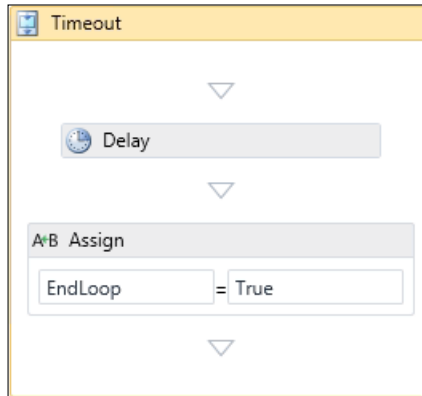 Timeout
Delay
A+B Assign
EndLoop = True